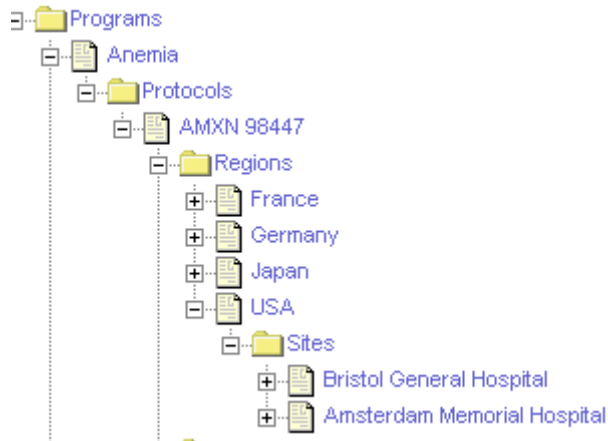 Programs
Anemia
Protocols
AMXN 98447
Regions
France
Germany
Japan
USA
Sites
Bristol General Hospital
Amsterdam Memorial Hospital